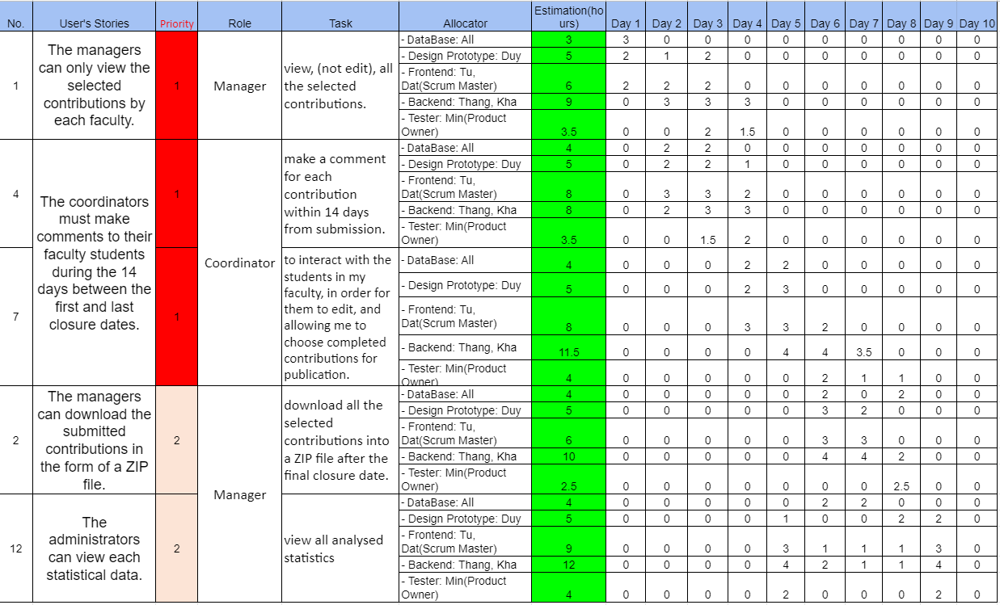 No. User's Stories Priority Role Task Allocator Estimation(ho
urs) Day 1 Day 2 Day 3 Day 4 Day 5 Day 6 Day 7 Day 8 Day 9 Day 10
1
The managers
can only view the
selected
contributions by
each faculty.
1
Manager
view, (not edit), all
the selected
contributions.
- DataBase: All 3 3 0 0 0 0 0 0 0 0 0
- Design Prototype: Duy 5 2 1 2 0 0 0 0 0 0 0
- Frontend: Tu,
Dat(Scrum Master) 6 2 2 2 0 0 0 0 0 0 0
- Backend: Thang, Kha 9 0 3 3 3 0 0 0 0 0 0
- Tester: Min(Product
Owner) 3.5 0 0 2 1.5 0 0 0 0 0 0
4
The coordinators
must make
comments to their
faculty students
during the 14
days between the
first and last
closure dates.
1
Coordinator
make a comment
for each
contribution
within 14 days
from submission.
- DataBase: All 4 0 2 2 0 0 0 0 0 0 0
- Design Prototype: Duy 5 0 2 2 1 0 0 0 0 0 0
- Frontend: Tu,
Dat(Scrum Master) 8 0 3 3 2 0 0 0 0 0 0
- Backend: Thang, Kha 8 0 2 3 3 0 0 0 0 0 0
- Tester: Min(Product
Owner) 3.5 0 0 1.5 2 0 0 0 0 0 0
7
1
to interact with the
students in my
faculty, in order for
them to edit, and
allowing me to
choose completed
contributions for
publication.
- DataBase: All 4 0 0 0 2 2 0 0 0 0 0
- Design Prototype: Duy 5 0 0 0 2 3 0 0 0 0 0
- Frontend: Tu,
Dat(Scrum Master) 8 0 0 0 3 3 2 0 0 0 0
- Backend: Thang, Kha 11.5 0 0 0 0 4 4 3.5 0 0 0
- Tester: Min(Product
Owner) 4 0 0 0 0 0 2 1 1 0 0
2
The managers
can download the
submitted
contributions in
the form of a ZIP
file.
2
Manager
download all the
selected
contributions into
a ZIP file after the
final closure date.
- DataBase: All 4 0 0 0 0 0 2 0 2 0 0
- Design Prototype: Duy 5 0 0 0 0 0 3 2 0 0 0
- Frontend: Tu,
Dat(Scrum Master) 6 0 0 0 0 0 3 3 0 0 0
- Backend: Thang, Kha 10 0 0 0 0 0 4 4 2 0 0
- Tester: Min(Product
Owner) 2.5 0 0 0 0 0 0 0 2.5 0 0
12
The
administrators
can view each
statistical data.
2
view all analysed
statistics
- DataBase: All 4 0 0 0 0 0 2 2 0 0 0
- Design Prototype: Duy 5 0 0 0 0 1 0 0 2 2 0
- Frontend: Tu,
Dat(Scrum Master) 9 0 0 0 0 3 1 1 1 3 0
- Backend: Thang, Kha 12 0 0 0 0 4 2 1 1 4 0
- Tester: Min(Product
Owner) 4 0 0 0 0 2 0 0 0 2 0